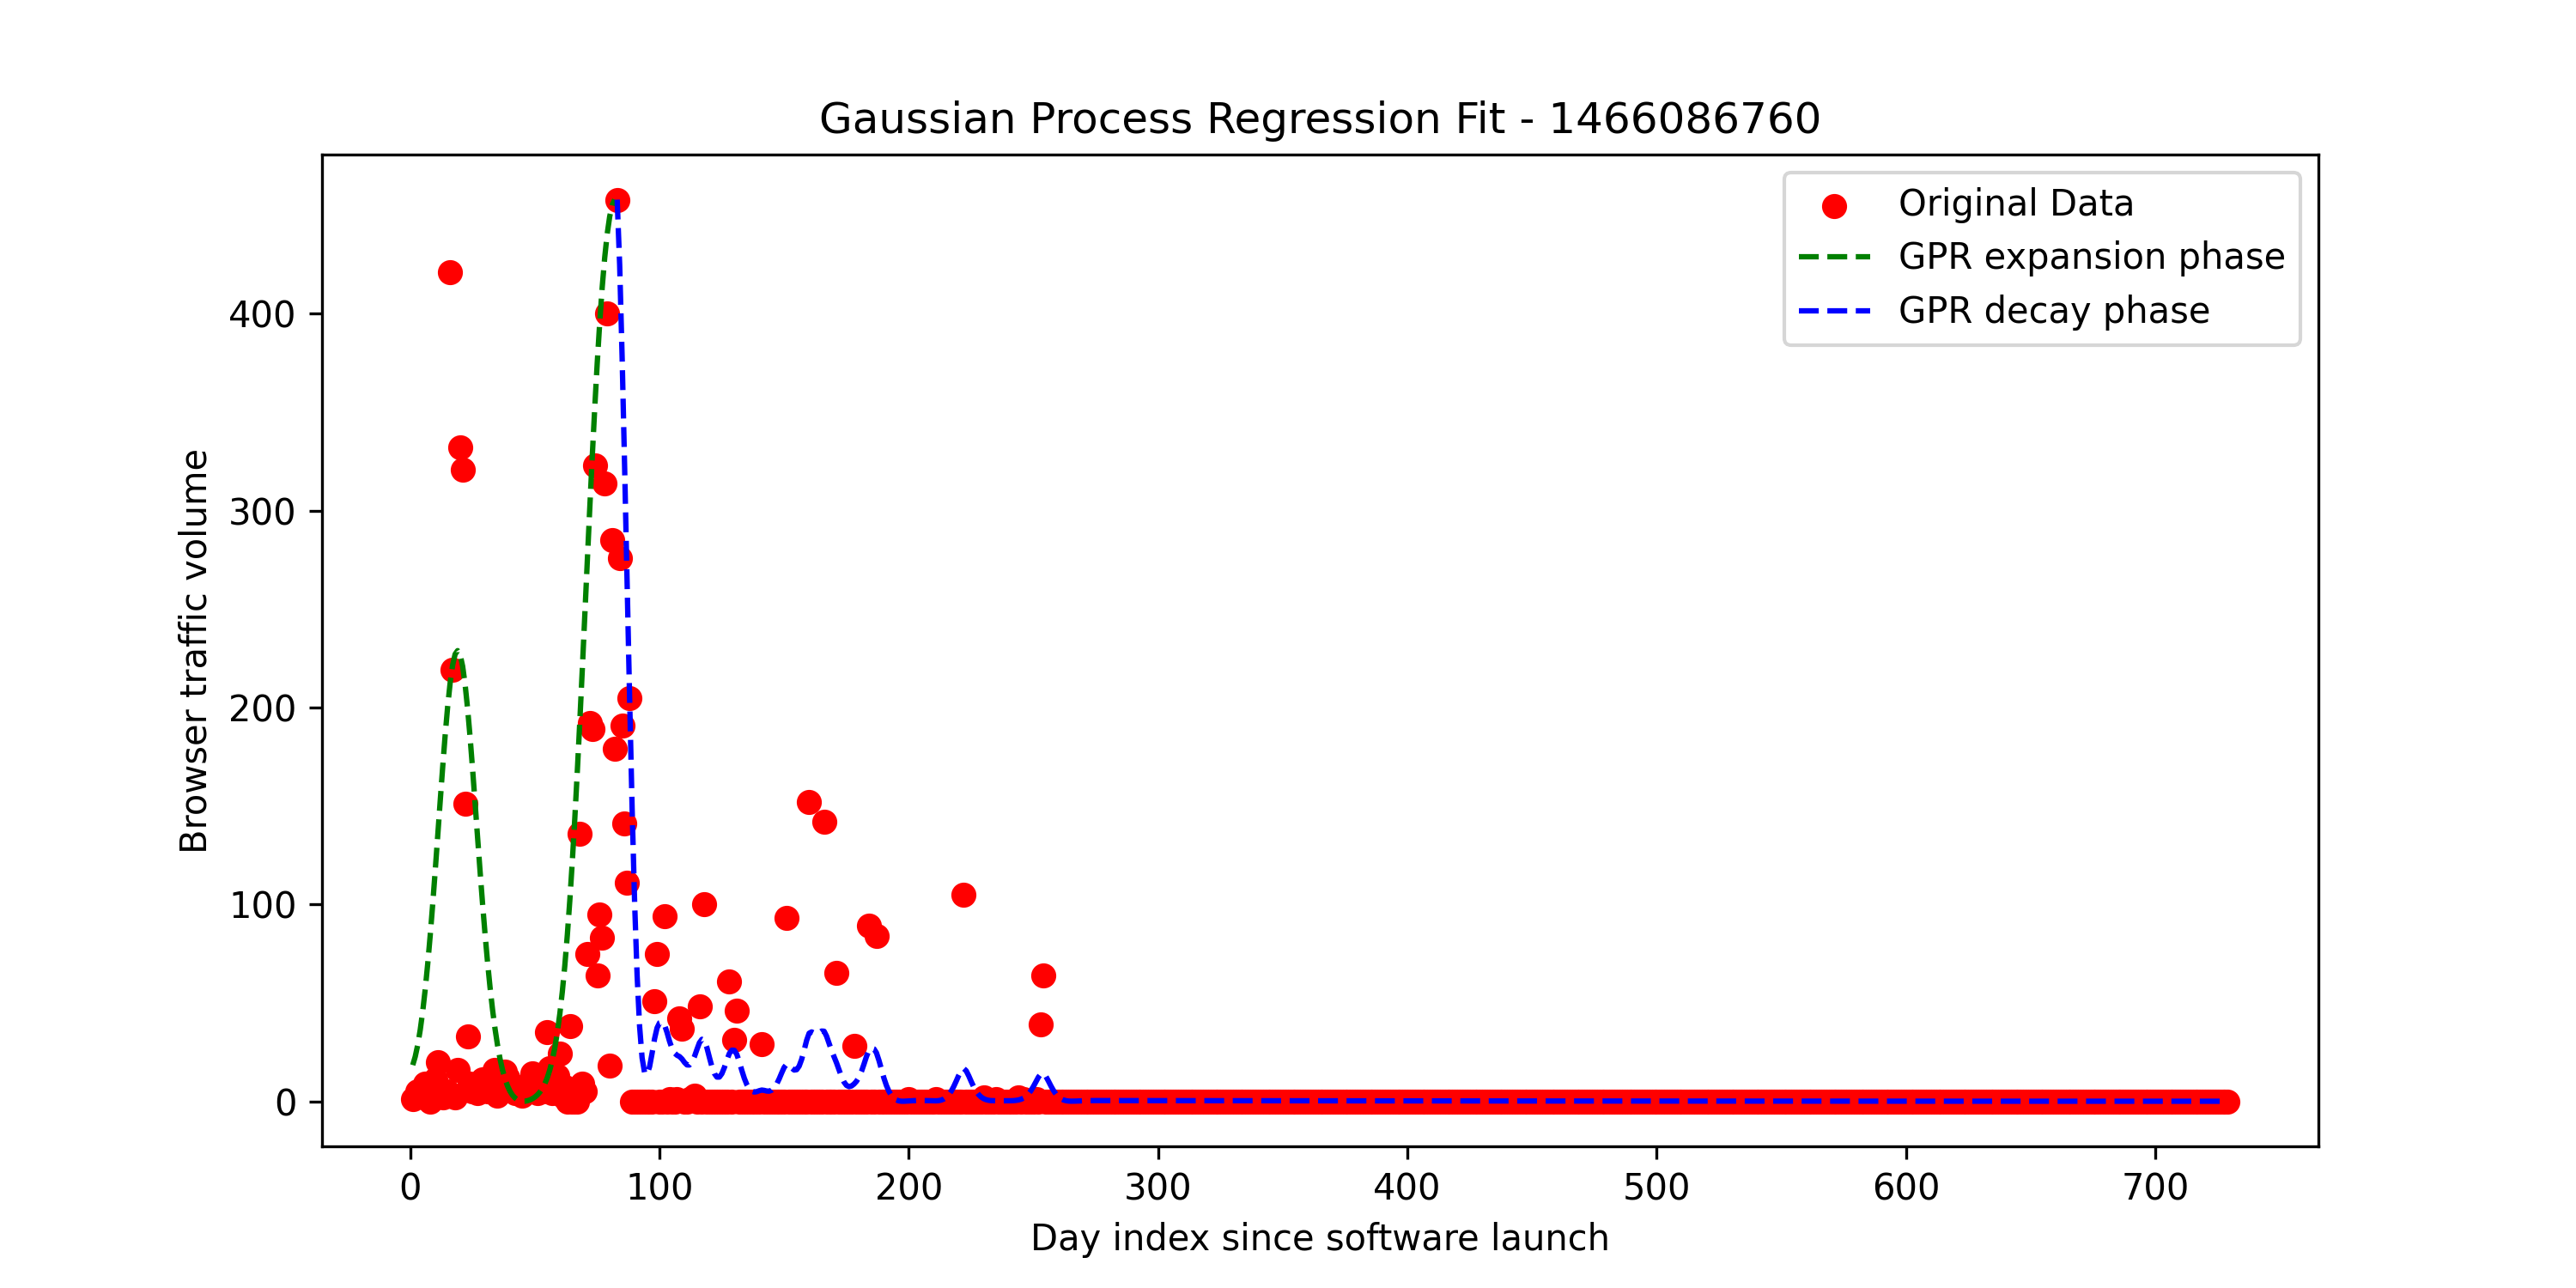 Gaussian Process Regression Fit - 1466086760
Original Data
GPR expansion phase
GPR decay phase
Browser traffic volume
400
300
200
100
0
0 100 200 300 400 500 600 700
Day index since software launch